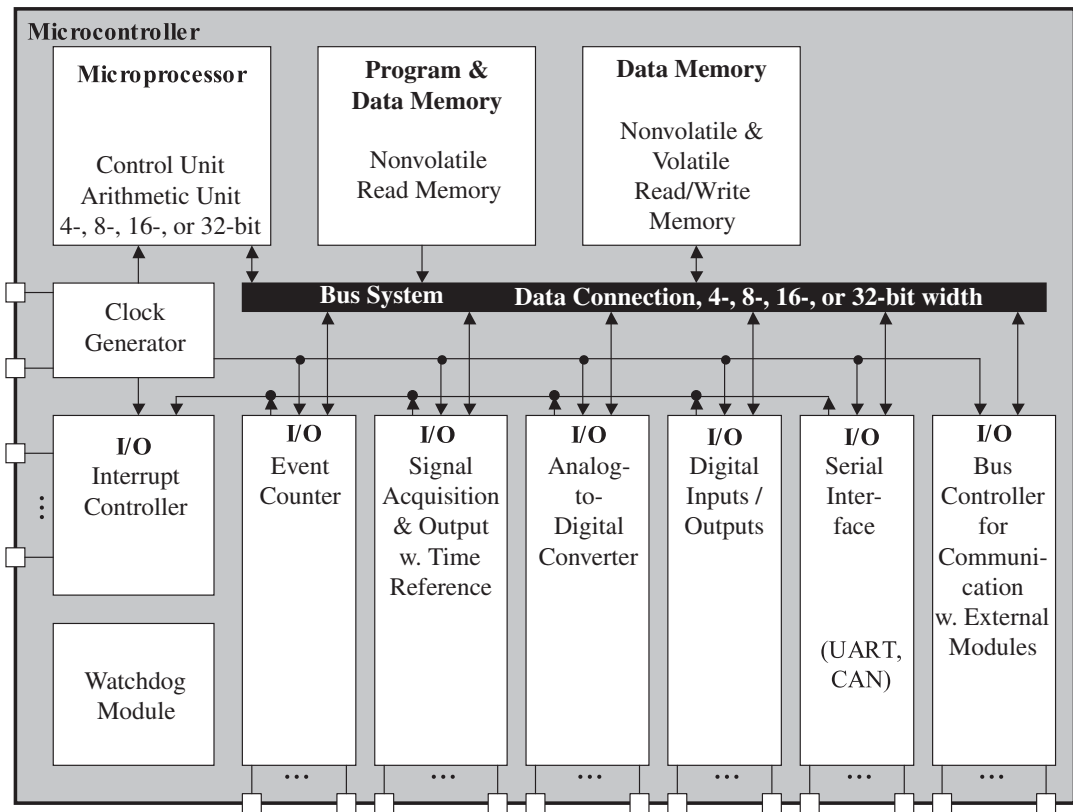 Microcontroller
Microprocessor
Control Unit
Arithmetic Unit
4-, 8-, 16-, or 32-bit
Program &
Data Memory
Nonvolatile
Read Memory
Data Memory
Nonvolatile &
Volatile
Read/Write
Memory
Clock
Generator
Bus System
Data Connection, 4-, 8-, 16-, or 32-bit width
I/O
Interrupt
Controller
⋮
Watchdog
Module
I/O
Event
Counter
...
I/O
Signal
Acquisition
& Output
w. Time
Reference
...
I/O
Analog-
to-
Digital
Converter
...
I/O
Digital
Inputs /
Outputs
...
I/O
Serial
Inter-
face
(UART,
CAN)
...
I/O
Bus
Controller
for
Communi-
cation
w. External
Modules
...